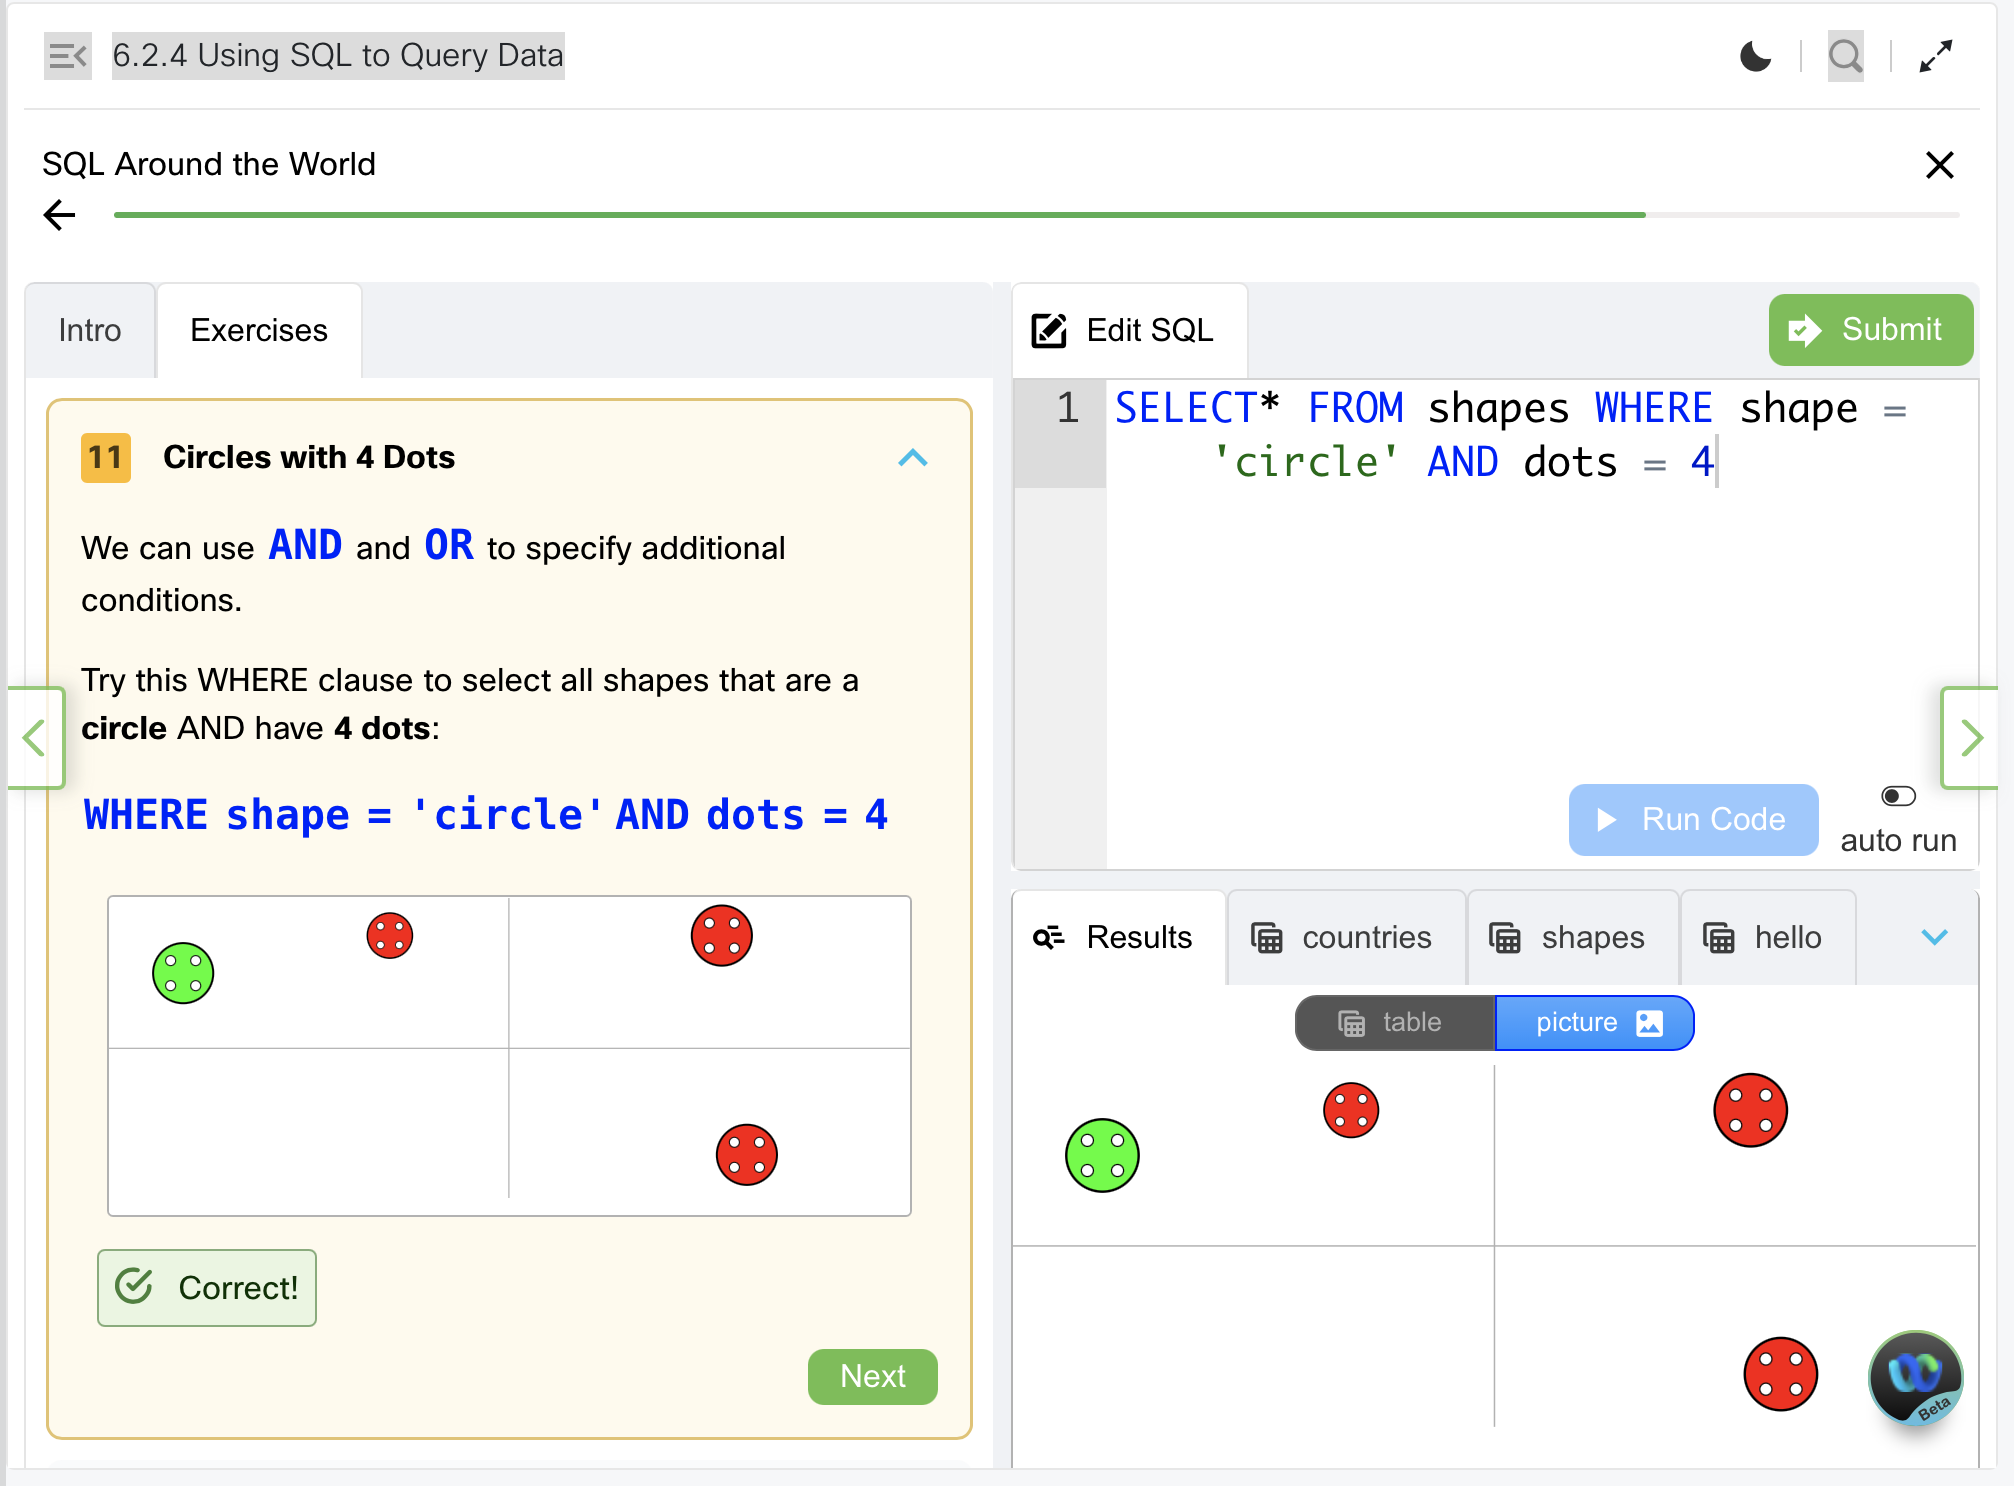 6.2.4 Using SQL to Query Data
SQL Around the World
Intro
Exercises
11 Circles with 4 Dots
We can use AND and OR to specify additional
conditions.
Try this WHERE clause to select all shapes that are a
circle AND have 4 dots:
WHERE shape = 'circle' AND dots = 4
Correct!
Next
Edit SQL
Submit
1 SELECT* FROM shapes WHERE shape =
'circle' AND dots = 4
Run Code
auto run
Results
countries
shapes
hello
table
picture
Beta